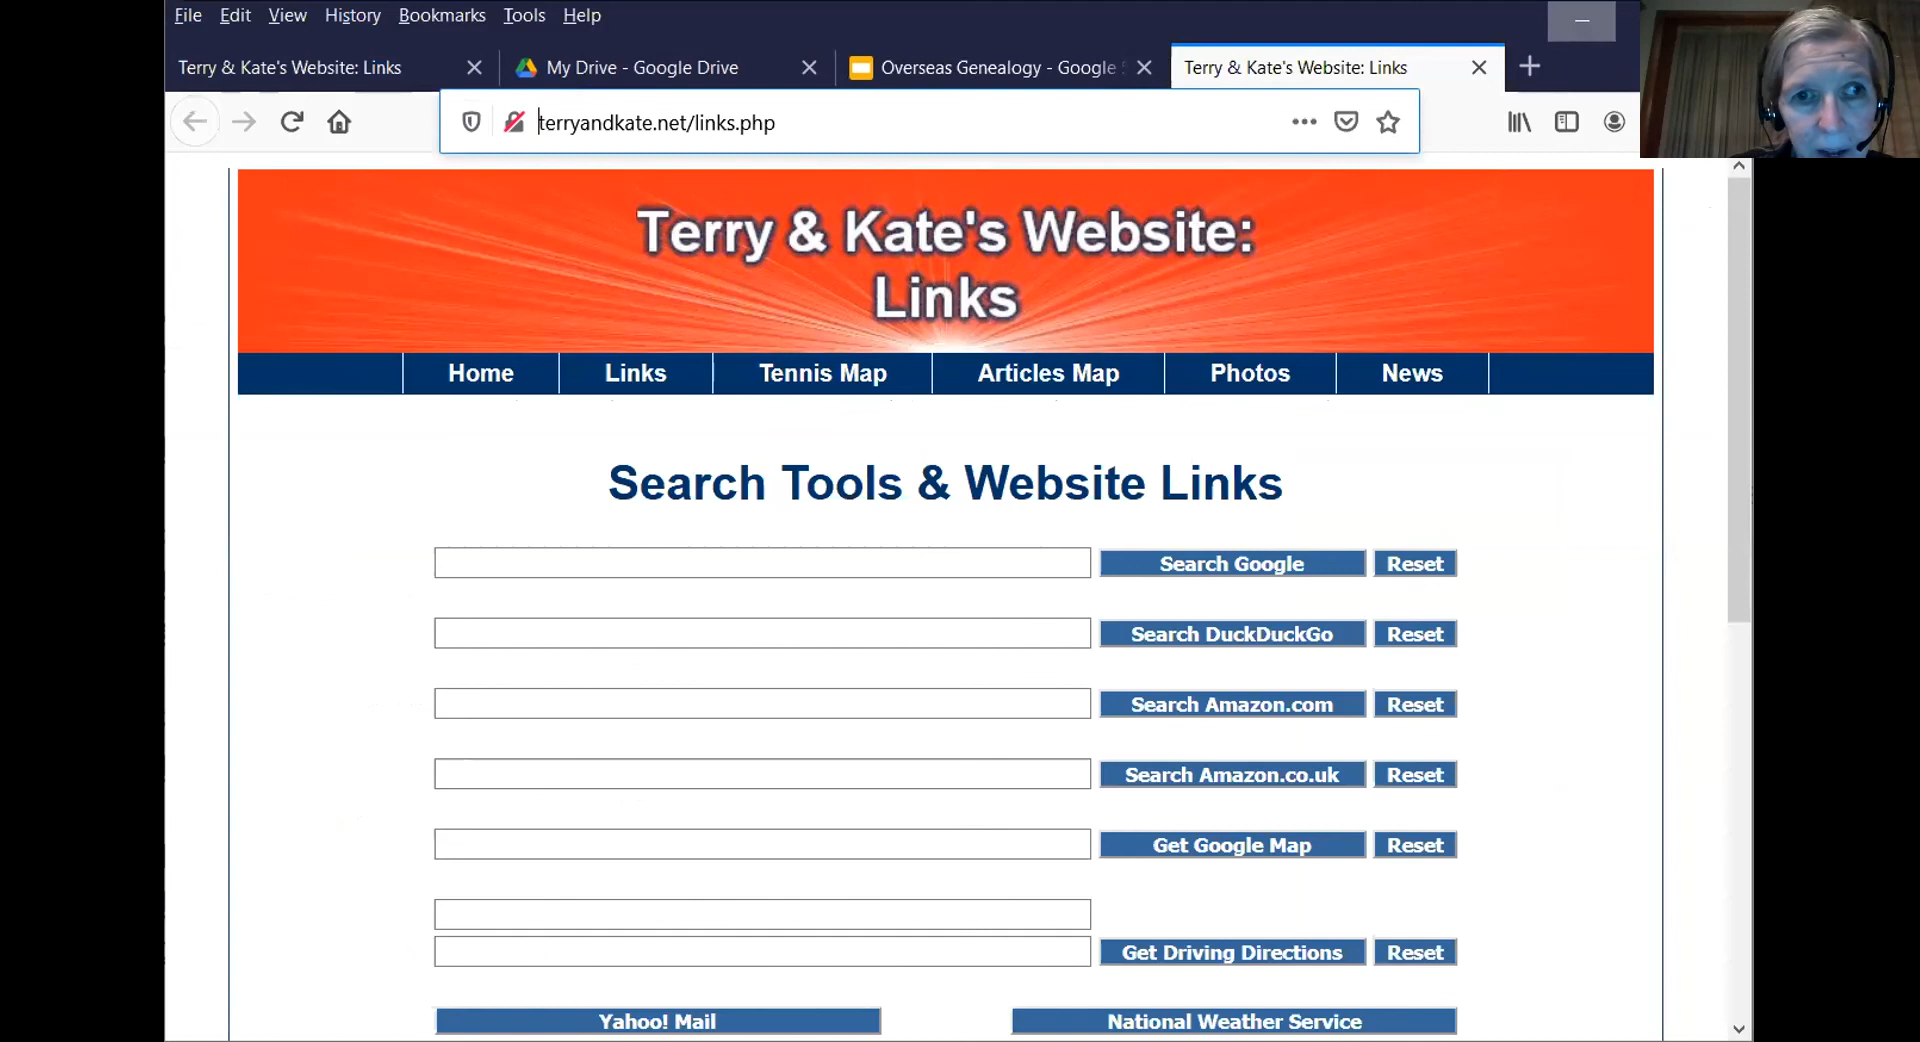 File Edit View History Bookmarks Tools Help
Terry & Kate's Website: Links My Drive - Google Drive Overseas Genealogy - Google Terry & Kate's Website: Links
terryandkate.net/links.php
Terry & Kate's Website:
Links
Home Links Tennis Map Articles Map Photos News
Search Tools & Website Links
Search Google Reset
Search DuckDuckGo Reset
Search Amazon.com Reset
Search Amazon.co.uk Reset
Get Google Map Reset
Get Driving Directions Reset
Yahoo! Mail National Weather Service